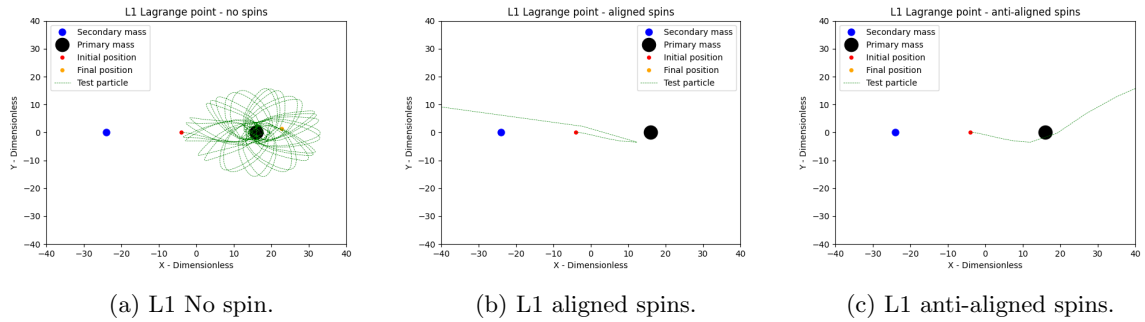 L1 Lagrange point - no spins
40
30
20
10
0
−10
−20
−30
−40
−40 −30 −20 −10 0 10 20 30 40
X - Dimensionless
Y - Dimensionless
Secondary mass
Primary mass
Initial position
Final position
Test particle
(a) L1 No spin.
L1 Lagrange point - aligned spins
40
30
20
10
0
−10
−20
−30
−40
−40 −30 −20 −10 0 10 20 30 40
X - Dimensionless
Y - Dimensionless
Secondary mass
Primary mass
Initial position
Final position
Test particle
(b) L1 aligned spins.
L1 Lagrange point - anti-aligned spins
40
30
20
10
0
−10
−20
−30
−40
−40 −30 −20 −10 0 10 20 30 40
X - Dimensionless
Y - Dimensionless
Secondary mass
Primary mass
Initial position
Final position
Test particle
(c) L1 anti-aligned spins.